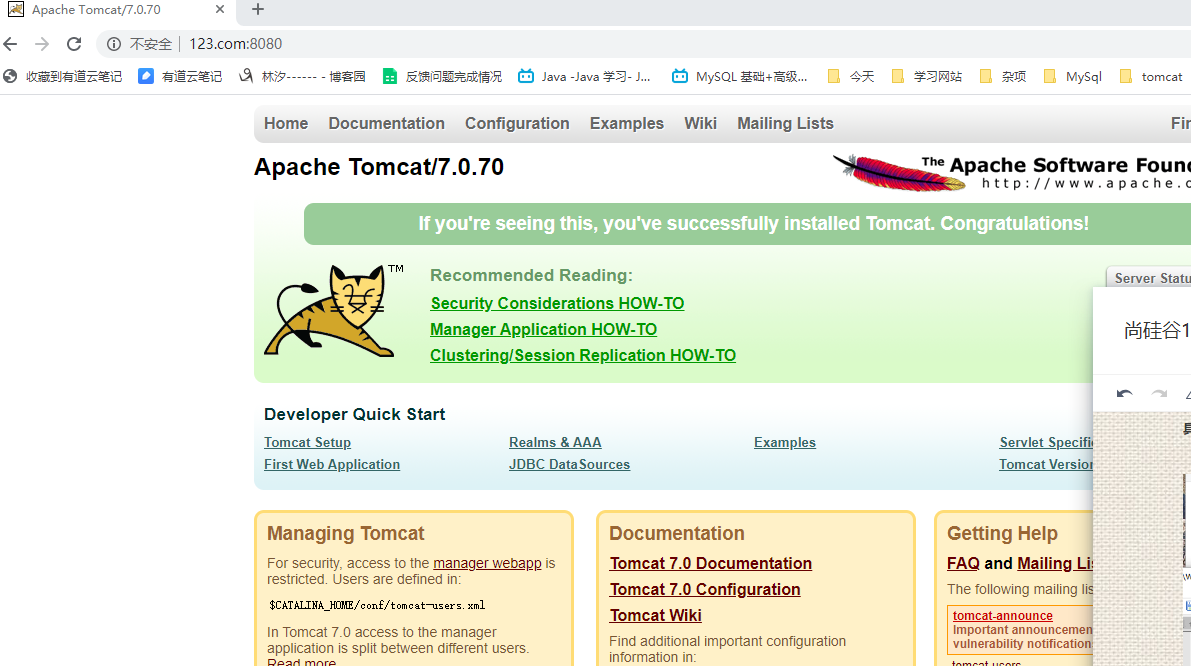 Apache Tomcat/7.0.70
不安全 | 123.com:8080
收藏到有道云笔记 有道云笔记 林汐------ - 博客园 反馈问题完成情况 Java -Java 学习- J... MySQL 基础+高级... 今天 学习网站 杂项 MySql tomcat
Home Documentation Configuration Examples Wiki Mailing Lists
Apache Tomcat/7.0.70
The Apache Software
http://www.apache.
If you're seeing this, you've successfully installed Tomcat. Congratulations!
TM
Recommended Reading:
Security Considerations HOW-TO
Manager Application HOW-TO
Clustering/Session Replication HOW-TO
Server
尚硅谷1
Developer Quick Start
Tomcat Setup Realms & AAA Examples Servlet
First Web Application JDBC DataSources Tomcat
Managing Tomcat
For security, access to the manager webapp is
restricted. Users are defined in:
$CATALINA_HOME/conf/tomcat-users.xml
In Tomcat 7.0 access to the manager
application is split between different users.
Read more...
Documentation
Tomcat 7.0 Documentation
Tomcat 7.0 Configuration
Tomcat Wiki
Find additional important configuration
information in:
Getting Help
FAQ and Mailing
The following mailing
tomcat-announce
Important
vulnerability
tomcat-users